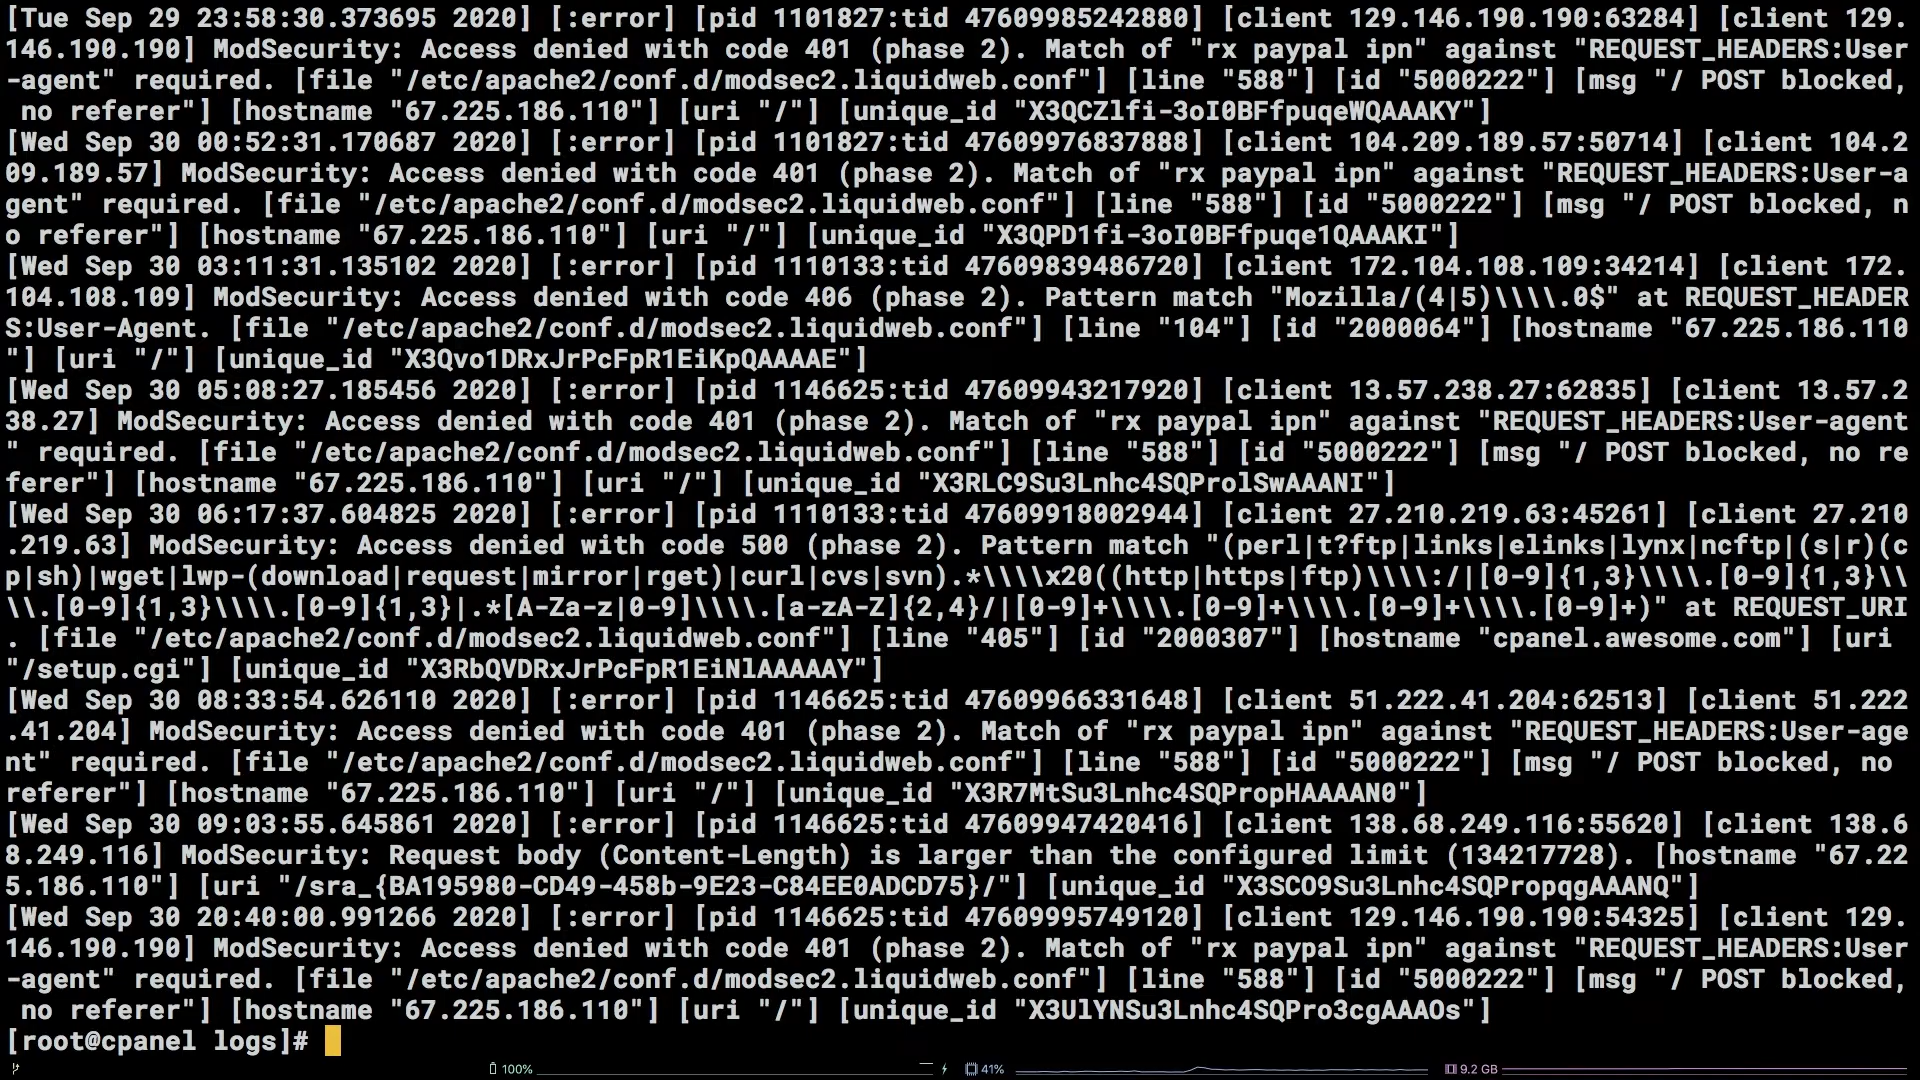 [Tue Sep 29 23:58:30.373695 2020] [:error] [pid 1101827:tid 47609985242880] [client 129.146.190.190:63284] [client 129.
146.190.190] ModSecurity: Access denied with code 401 (phase 2). Match of "rx paypal ipn" against "REQUEST_HEADERS:User
-agent" required. [file "/etc/apache2/conf.d/modsec2.liquidweb.conf"] [line "588"] [id "5000222"] [msg "/ POST blocked,
 no referer"] [hostname "67.225.186.110"] [uri "/"] [unique_id "X3QCZlfi-3oI0BFfpuqeWQAAAKY"]
[Wed Sep 30 00:52:31.170687 2020] [:error] [pid 1101827:tid 47609976837888] [client 104.209.189.57:50714] [client 104.2
09.189.57] ModSecurity: Access denied with code 401 (phase 2). Match of "rx paypal ipn" against "REQUEST_HEADERS:User-a
gent" required. [file "/etc/apache2/conf.d/modsec2.liquidweb.conf"] [line "588"] [id "5000222"] [msg "/ POST blocked, n
o referer"] [hostname "67.225.186.110"] [uri "/"] [unique_id "X3QPD1fi-3oI0BFfpuqe1QAAAKI"]
[Wed Sep 30 03:11:31.135102 2020] [:error] [pid 1110133:tid 47609839486720] [client 172.104.108.109:34214] [client 172.
104.108.109] ModSecurity: Access denied with code 406 (phase 2). Pattern match "Mozilla/(4|5)\\\\.0$" at REQUEST_HEADER
S:User-Agent. [file "/etc/apache2/conf.d/modsec2.liquidweb.conf"] [line "104"] [id "2000064"] [hostname "67.225.186.110
"] [uri "/"] [unique_id "X3Qvo1DRxJrPcFpR1EiKpQAAAAE"]
[Wed Sep 30 05:08:27.185456 2020] [:error] [pid 1146625:tid 47609943217920] [client 13.57.238.27:62835] [client 13.57.2
38.27] ModSecurity: Access denied with code 401 (phase 2). Match of "rx paypal ipn" against "REQUEST_HEADERS:User-agent
" required. [file "/etc/apache2/conf.d/modsec2.liquidweb.conf"] [line "588"] [id "5000222"] [msg "/ POST blocked, no re
ferer"] [hostname "67.225.186.110"] [uri "/"] [unique_id "X3RLC9Su3Lnhc4SQProlSwAAANI"]
[Wed Sep 30 06:17:37.604825 2020] [:error] [pid 1110133:tid 47609918002944] [client 27.210.219.63:45261] [client 27.210
.219.63] ModSecurity: Access denied with code 500 (phase 2). Pattern match "(perl|t?ftp|links|elinks|lynx|ncftp|(s|r)(c
p|sh)|wget|lwp-(download|request|mirror|rget)|curl|cvs|svn).*\\\\x20((http|https|ftp)\\\\:/|[0-9]{1,3}\\\\.[0-9]{1,3}\\
\\.[0-9]{1,3}\\\\.[0-9]{1,3}|.*[A-Za-z|0-9]\\\\.[a-zA-Z]{2,4}/|[0-9]+\\\\.[0-9]+\\\\.[0-9]+\\\\.[0-9]+)" at REQUEST_URI
. [file "/etc/apache2/conf.d/modsec2.liquidweb.conf"] [line "405"] [id "2000307"] [hostname "cpanel.awesome.com"] [uri
"/setup.cgi"] [unique_id "X3RbQVDRxJrPcFpR1EiNlAAAAAY"]
[Wed Sep 30 08:33:54.626110 2020] [:error] [pid 1146625:tid 47609966331648] [client 51.222.41.204:62513] [client 51.222
.41.204] ModSecurity: Access denied with code 401 (phase 2). Match of "rx paypal ipn" against "REQUEST_HEADERS:User-age
nt" required. [file "/etc/apache2/conf.d/modsec2.liquidweb.conf"] [line "588"] [id "5000222"] [msg "/ POST blocked, no
referer"] [hostname "67.225.186.110"] [uri "/"] [unique_id "X3R7MtSu3Lnhc4SQPropHAAAAN0"]
[Wed Sep 30 09:03:55.645861 2020] [:error] [pid 1146625:tid 47609947420416] [client 138.68.249.116:55620] [client 138.6
8.249.116] ModSecurity: Request body (Content-Length) is larger than the configured limit (134217728). [hostname "67.22
5.186.110"] [uri "/sra_{BA195980-CD49-458b-9E23-C84EE0ADCD75}/"] [unique_id "X3SCO9Su3Lnhc4SQPropqgAAANQ"]
[Wed Sep 30 20:40:00.991266 2020] [:error] [pid 1146625:tid 47609995749120] [client 129.146.190.190:54325] [client 129.
146.190.190] ModSecurity: Access denied with code 401 (phase 2). Match of "rx paypal ipn" against "REQUEST_HEADERS:User
-agent" required. [file "/etc/apache2/conf.d/modsec2.liquidweb.conf"] [line "588"] [id "5000222"] [msg "/ POST blocked,
 no referer"] [hostname "67.225.186.110"] [uri "/"] [unique_id "X3UlYNSu3Lnhc4SQPro3cgAAAOs"]
[root@cpanel logs]#
100% 41% 9.2 GB